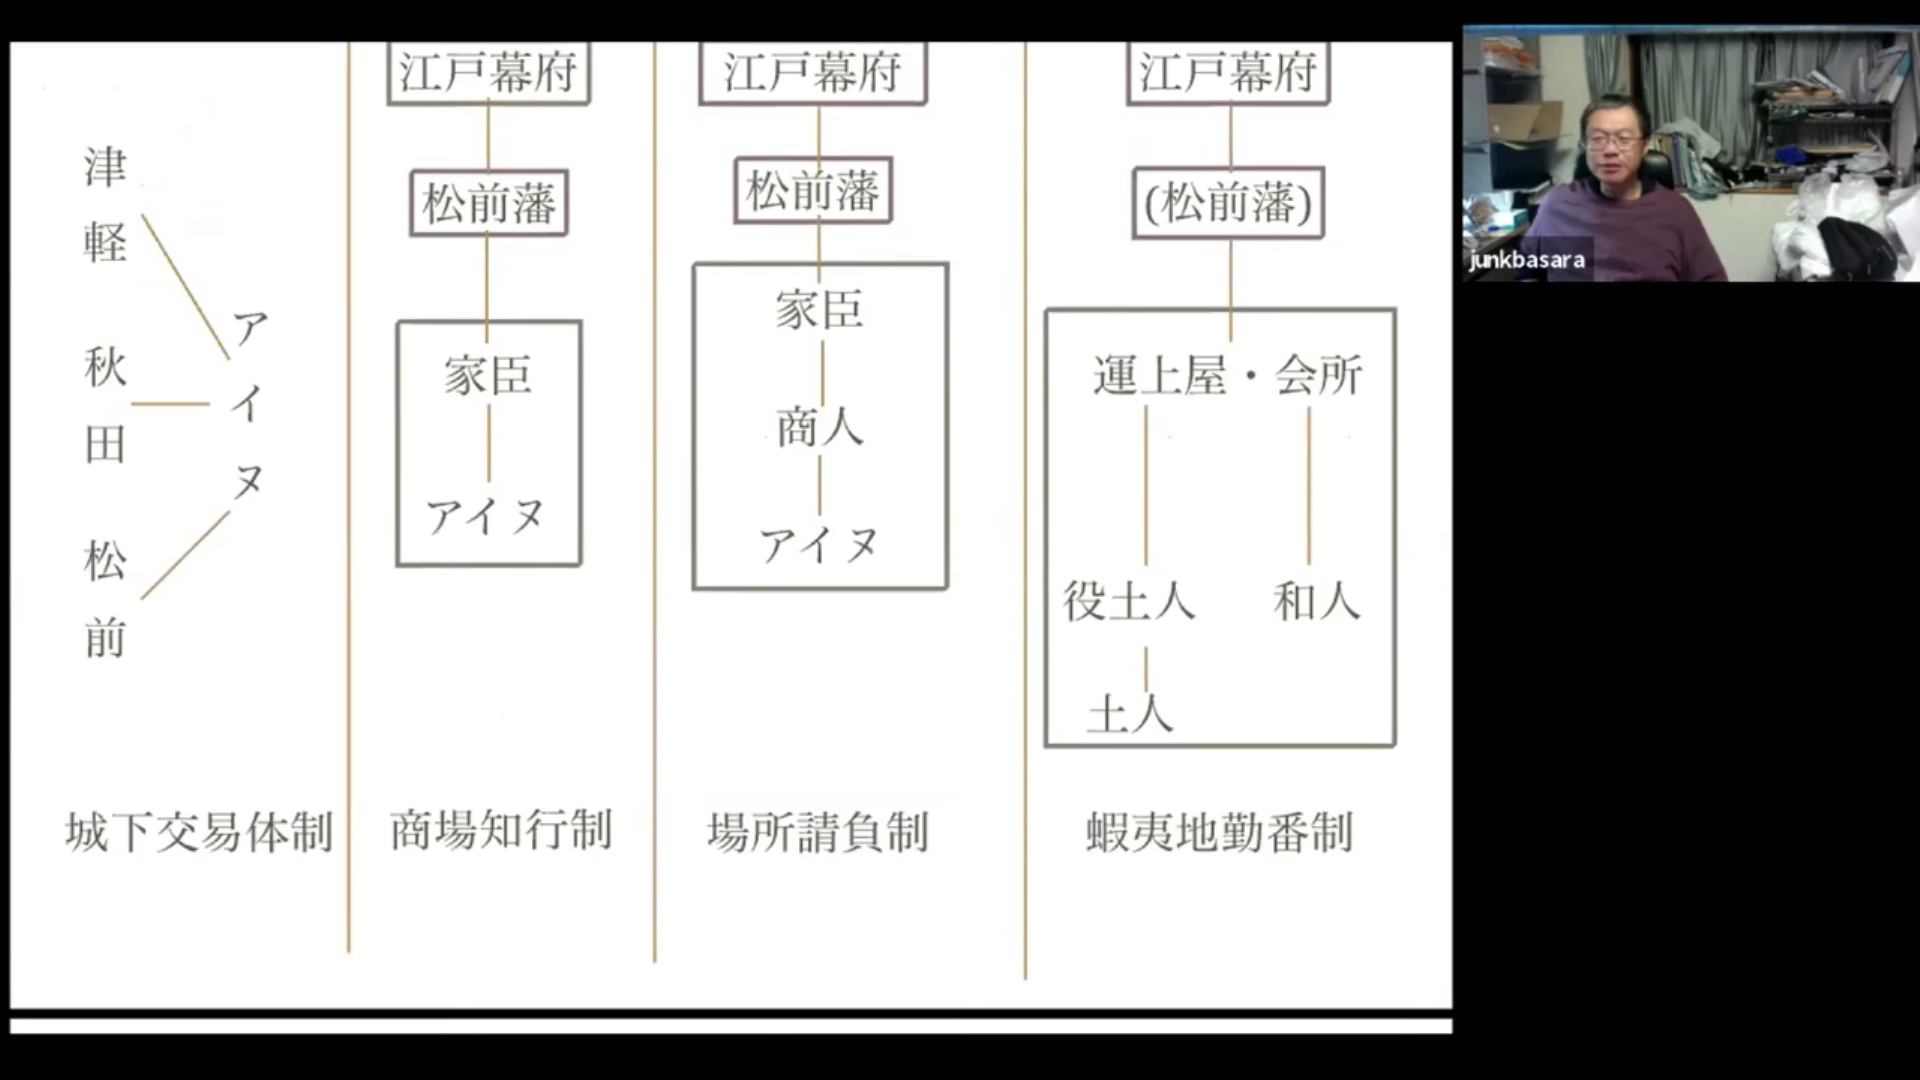 津軽
秋田
松前
アイヌ
城下交易体制
江戸幕府
松前藩
家臣
アイヌ
商場知行制
江戸幕府
松前藩
家臣
商人
アイヌ
場所請負制
江戸幕府
(松前藩)
運上屋・会所
役土人
和人
土人
蝦夷地勤番制
junkbasara